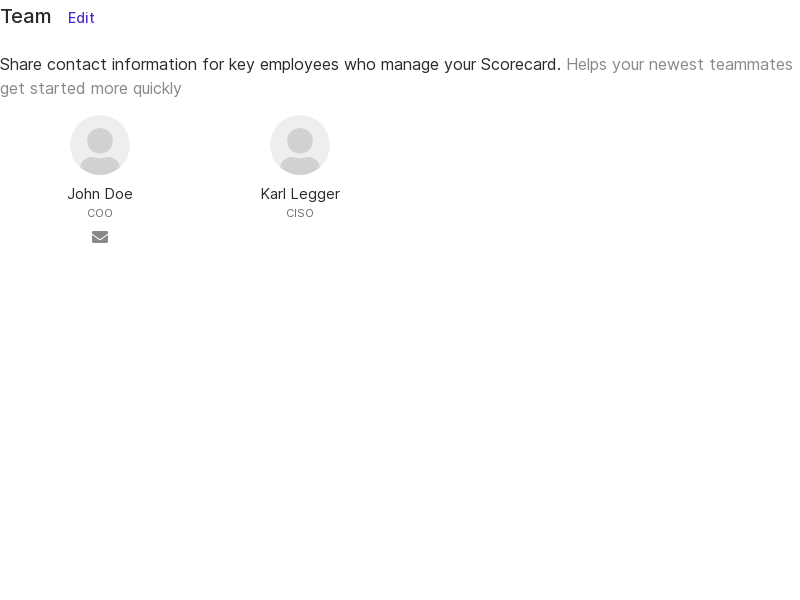 Team Edit
Share contact information for key employees who manage your Scorecard. Helps your newest teammates
get started more quickly
John Doe
COO
Karl Legger
CISO